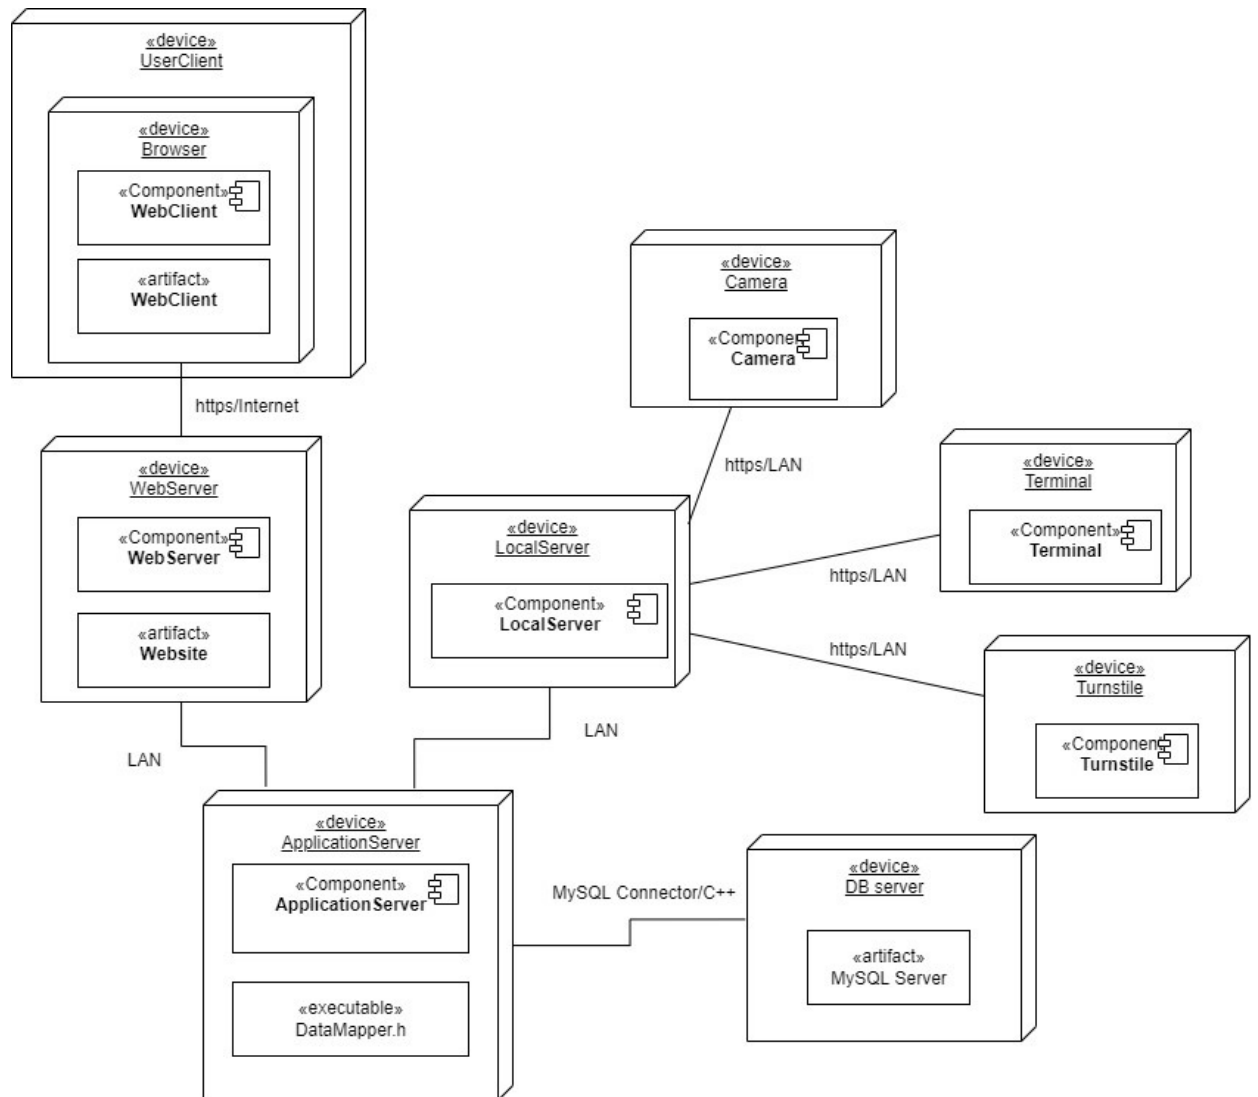 «device»
UserClient
«device»
Browser
«Component»
WebClient
«artifact»
WebClient
https/Internet
«device»
WebServer
«Component»
WebServer
«artifact»
Website
LAN
«device»
Camera
«Componen
Camera
https/LAN
«device»
LocalServer
«Component»
LocalServer
LAN
«device»
Terminal
«Component»
Terminal
https/LAN
https/LAN
«device»
Turnstile
«Component
Turnstile
«device»
ApplicationServer
«Component»
ApplicationServer
«executable»
DataMapper.h
MySQL Connector/C++
«device»
DB server
«artifact»
MySQL Server